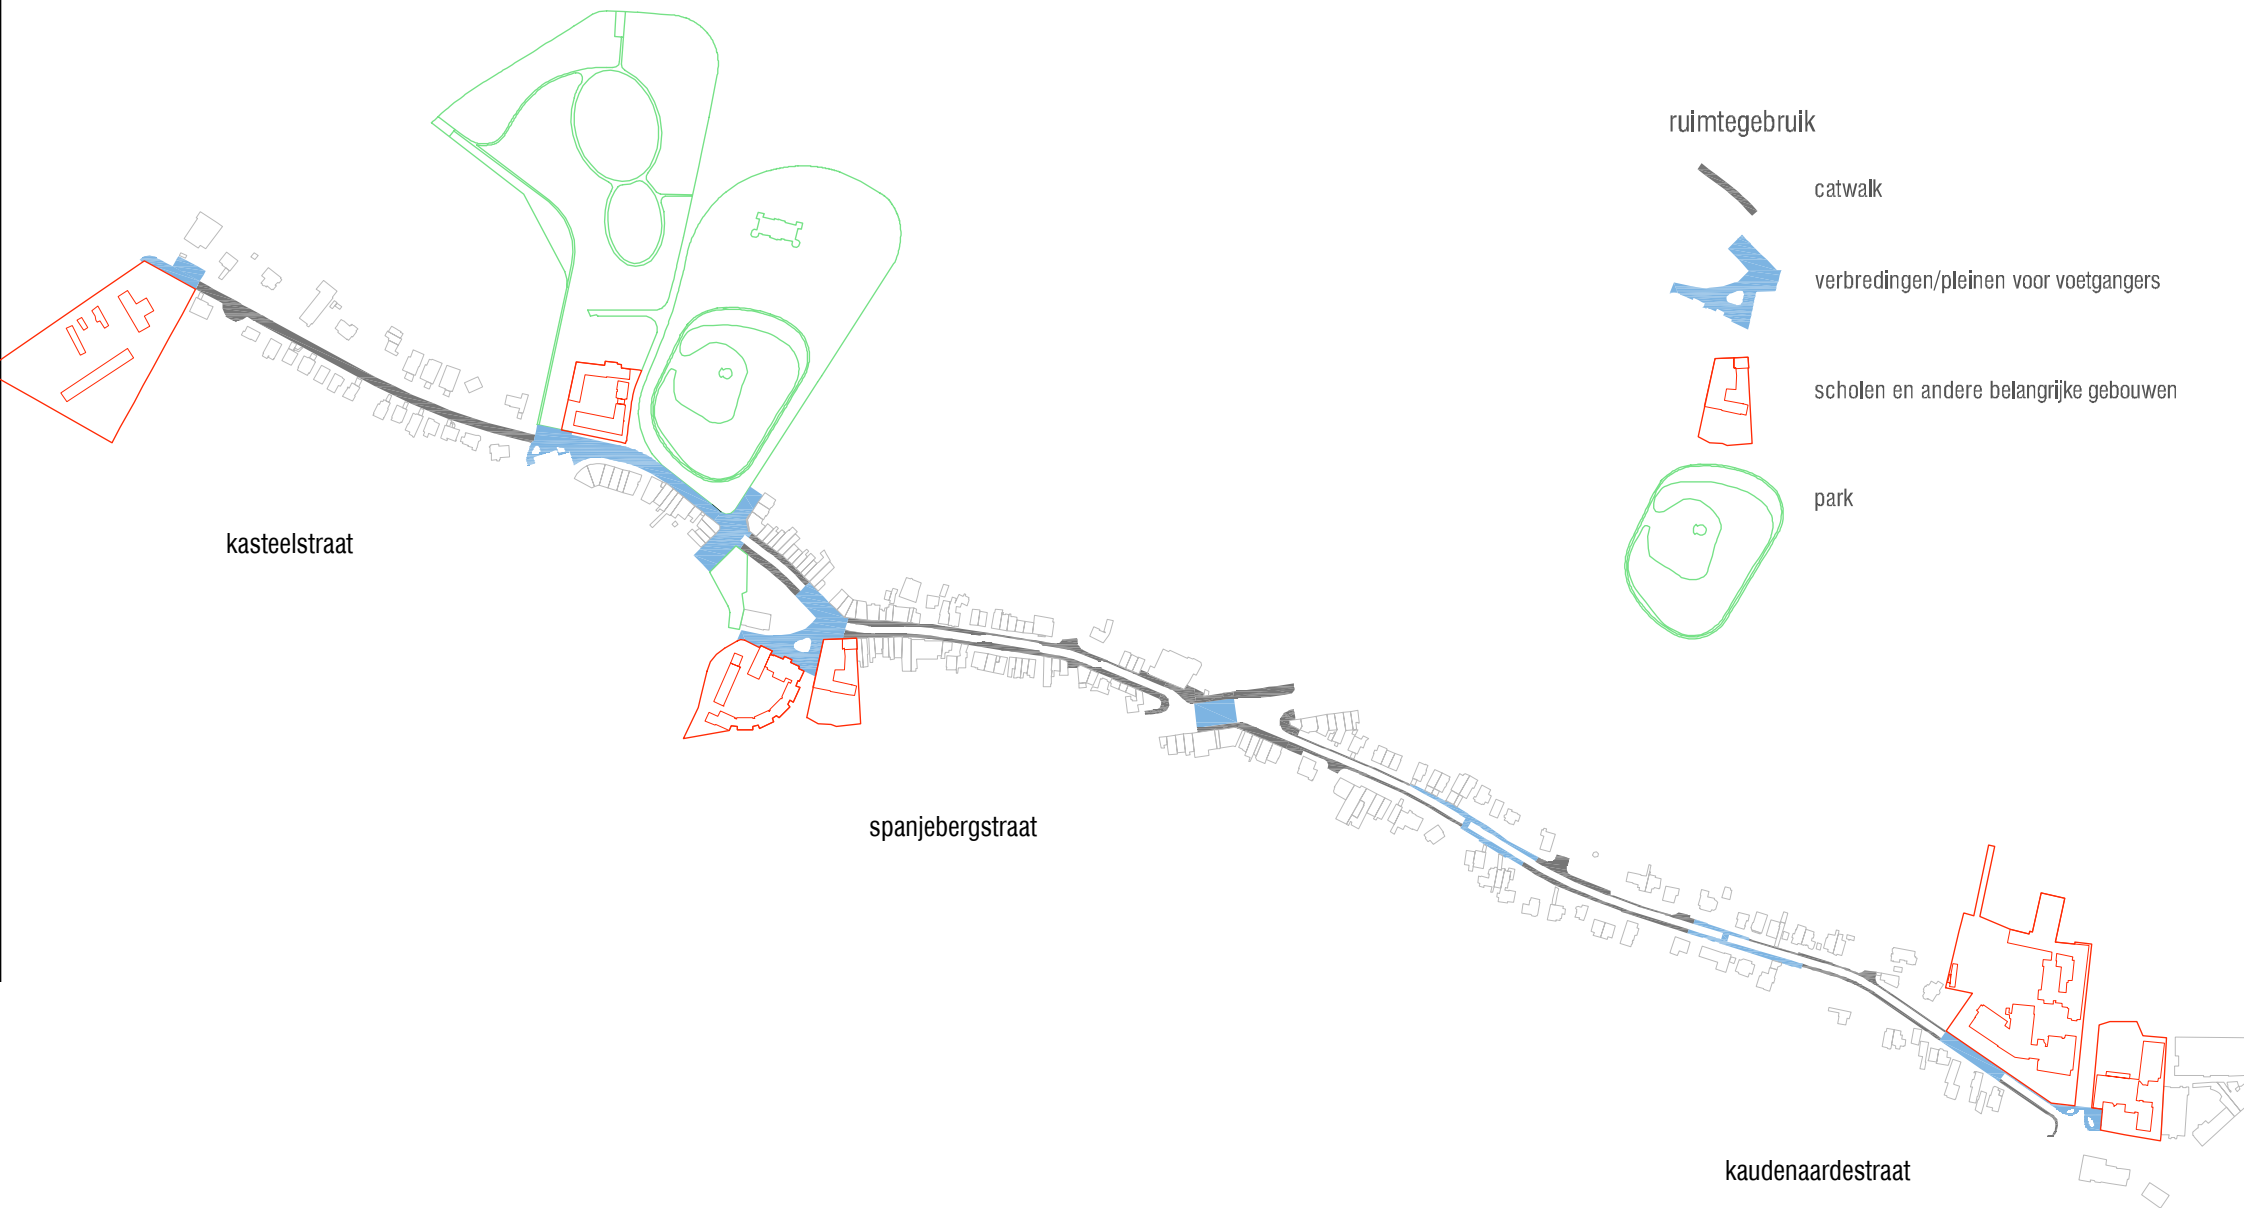 ruimtegebruik
catwalk
verbredingen/pleinen voor voetgangers
scholen en andere belangrijke gebouwen
park
kasteelstraat
spanjebergstraat
kaudenaardestraat